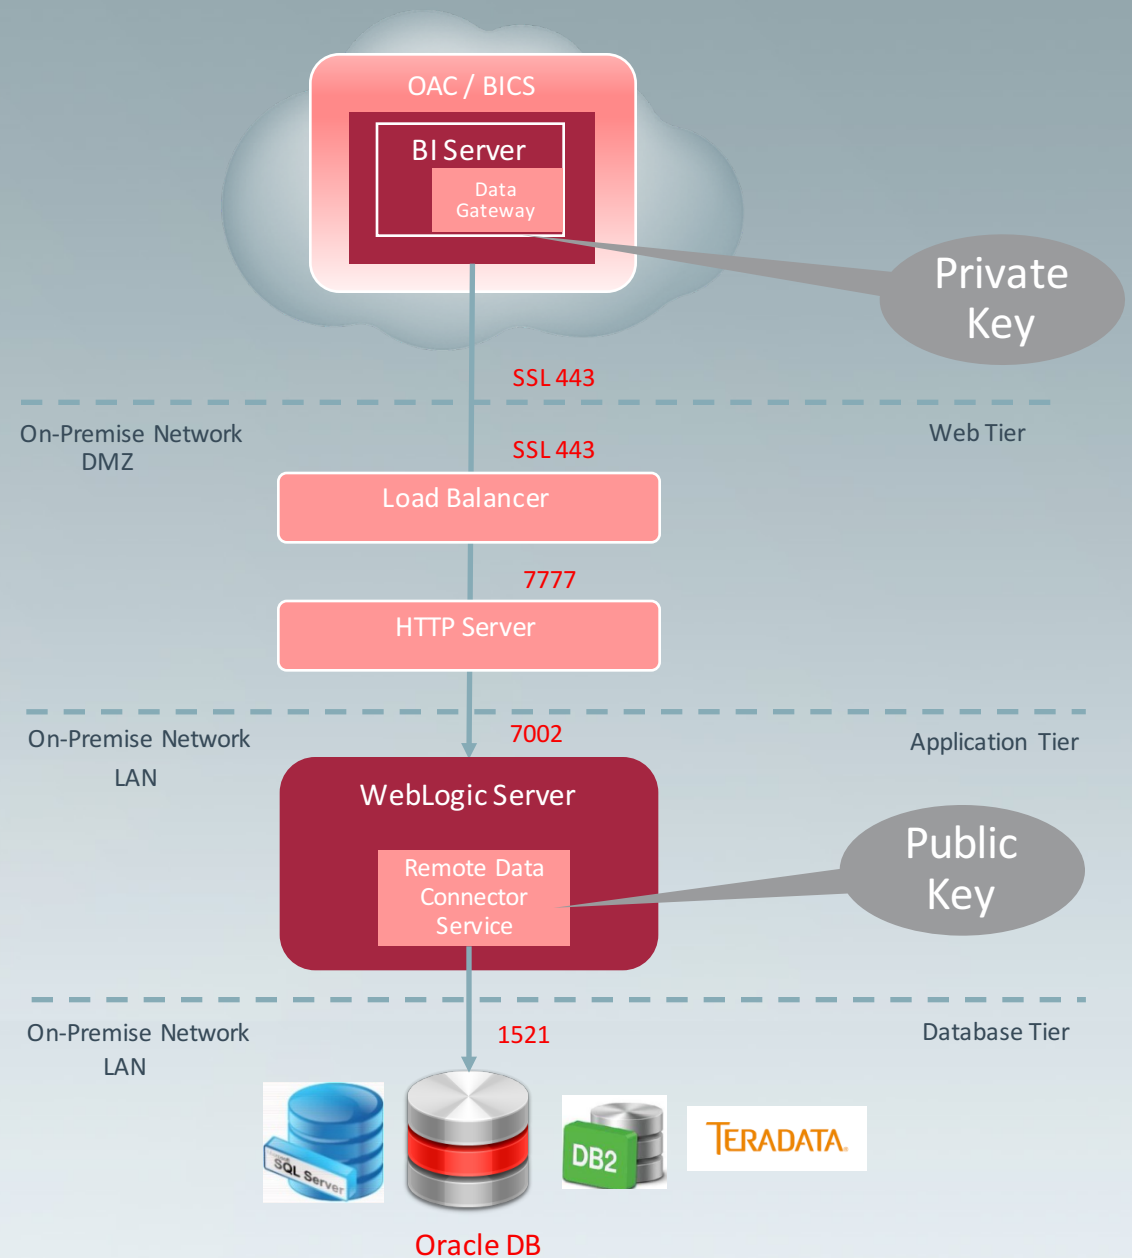 OAC / BICS
BI Server
Data
Gateway
Private
Key
SSL 443
On-Premise Network
DMZ
Web Tier
SSL 443
Load Balancer
7777
HTTP Server
On-Premise Network
LAN
7002
Application Tier
WebLogic Server
Remote Data
Connector
Service
Public
Key
On-Premise Network
LAN
1521
Database Tier
SQL Server
DB2
TERADATA.
Oracle DB